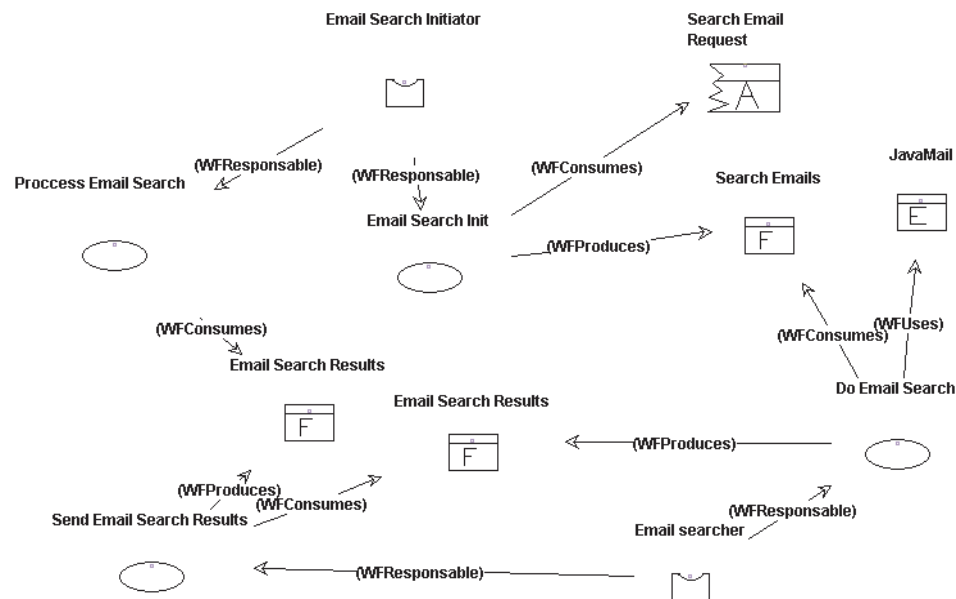 Email Search Initiator
Search Email
Request
A
(WFResponsable)
(WFResponsable)
(WFConsumes)
JavaMail
Proccess Email Search
Search Emails
E
Email Search Init
F
(WFProduces)
(WFConsumes)
(WFUses)
(WFConsumes)
Email Search Results
Do Email Search
Email Search Results
F
F
(WFProduces)
(WFProduces)
(WFConsumes)
(WFResponsable)
Send Email Search Results
Email searcher
(WFResponsable)